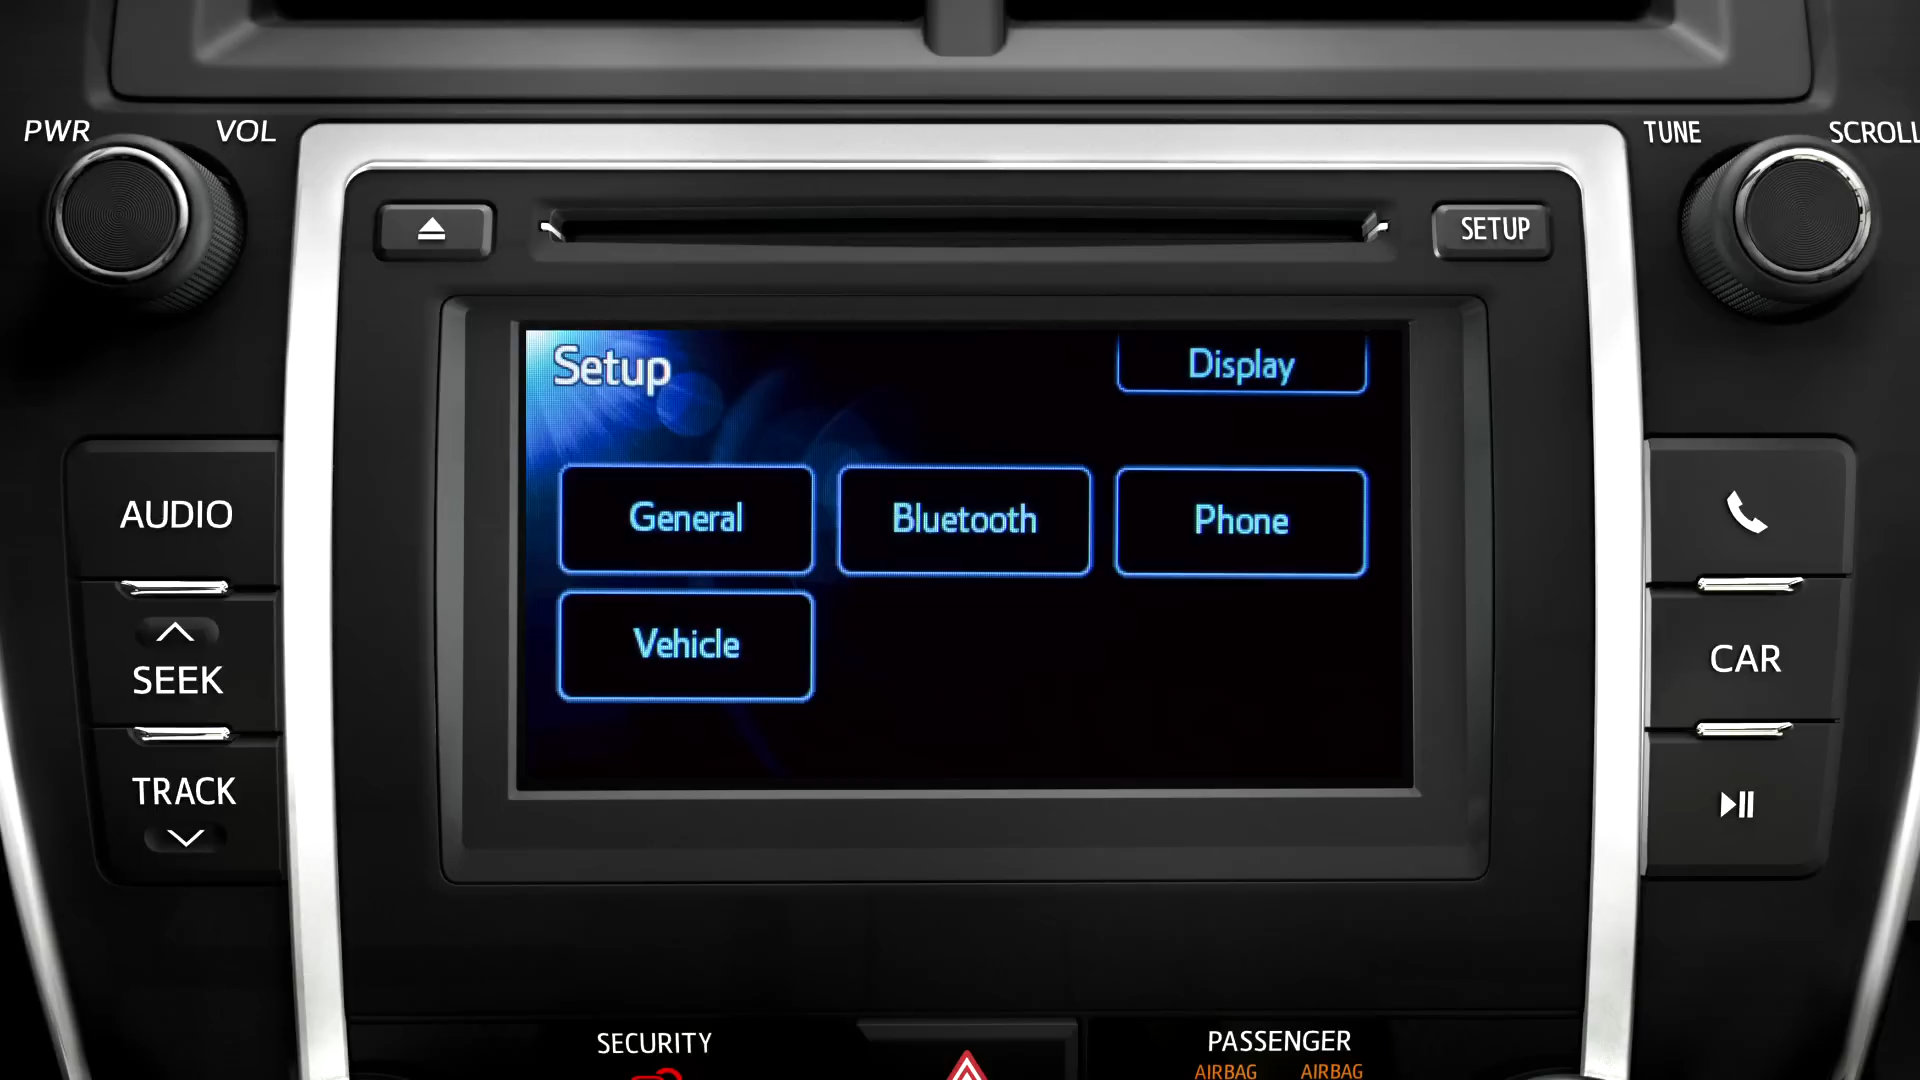 PWR VOL
TUNE SCROLL
SETUP
Setup
Display
General
Bluetooth
Phone
Vehicle
AUDIO
SEEK
TRACK
CAR
SECURITY
PASSENGER
AIRBAG AIRBAG